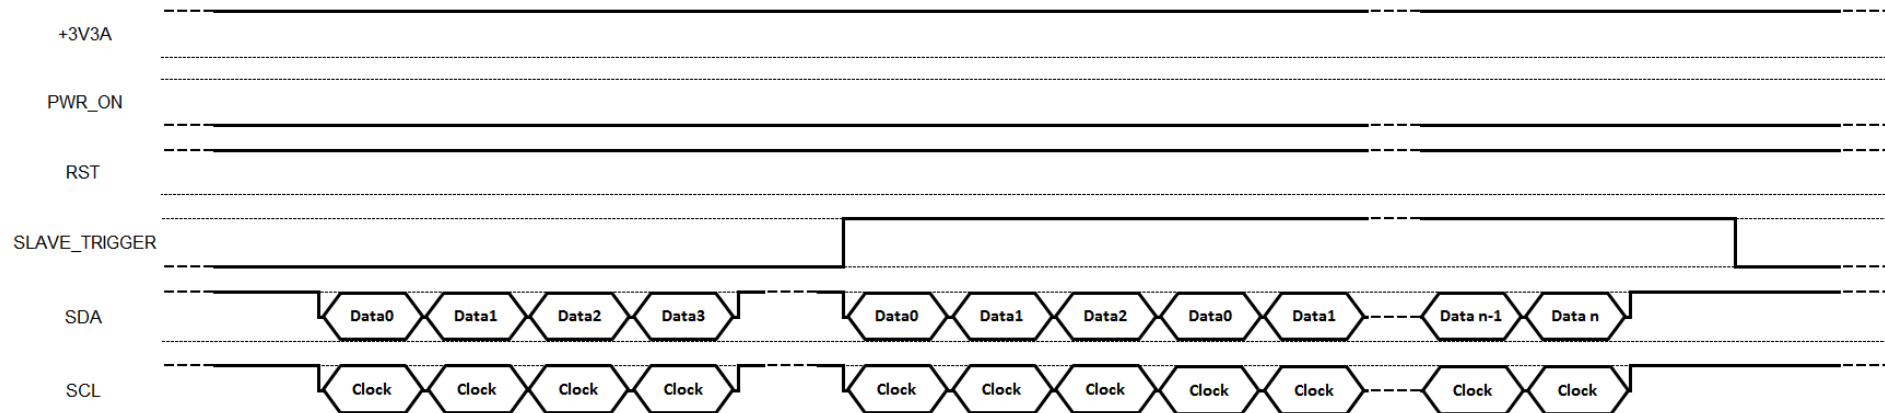 +3V3A
PWR_ON
RST
SLAVE_TRIGGER
SDA Data0 Data1 Data2 Data3 Data0 Data1 Data2 Data0 Data1 Data n-1 Data n
SCL Clock Clock Clock Clock Clock Clock Clock Clock Clock Clock Clock